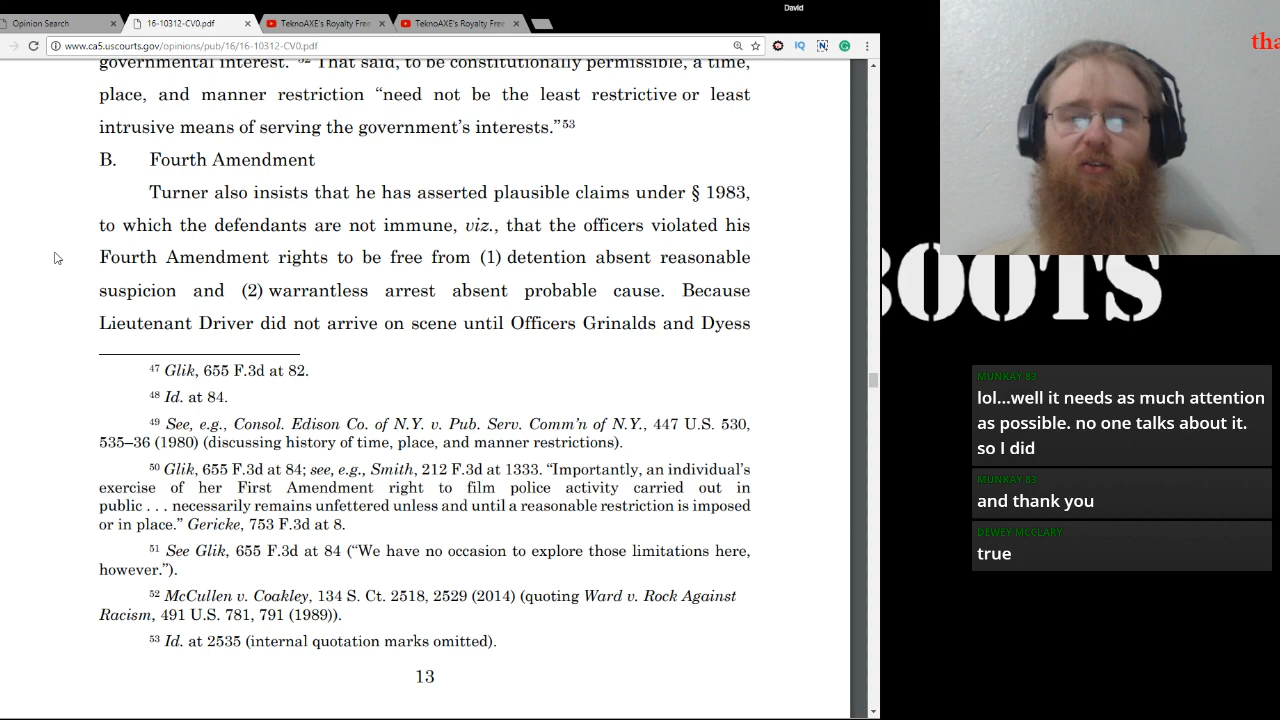 David
Opinion Search
16-10312-CV0.pdf
TeknoAXE's Royalty Free
TeknoAXE's Royalty Free
www.ca5.uscourts.gov/opinions/pub/16/16-10312-CV0.pdf
IQ
N
tha
governmental interest.”52 That said, to be constitutionally permissible, a time,
place, and manner restriction “need not be the least restrictive or least
intrusive means of serving the government’s interests.”53
B. Fourth Amendment
Turner also insists that he has asserted plausible claims under § 1983,
to which the defendants are not immune, viz., that the officers violated his
Fourth Amendment rights to be free from (1) detention absent reasonable
suspicion and (2) warrantless arrest absent probable cause. Because
Lieutenant Driver did not arrive on scene until Officers Grinalds and Dyess
47 Glik, 655 F.3d at 82.
48 Id. at 84.
49 See, e.g., Consol. Edison Co. of N.Y. v. Pub. Serv. Comm’n of N.Y., 447 U.S. 530,
535–36 (1980) (discussing history of time, place, and manner restrictions).
50 Glik, 655 F.3d at 84; see, e.g., Smith, 212 F.3d at 1333. “Importantly, an individual’s
exercise of her First Amendment right to film police activity carried out in
public . . . necessarily remains unfettered unless and until a reasonable restriction is imposed
or in place.” Gericke, 753 F.3d at 8.
51 See Glik, 655 F.3d at 84 (“We have no occasion to explore those limitations here,
however.”).
52 McCullen v. Coakley, 134 S. Ct. 2518, 2529 (2014) (quoting Ward v. Rock Against
Racism, 491 U.S. 781, 791 (1989)).
53 Id. at 2535 (internal quotation marks omitted).
13
BOOTS
MUNKAY 83
lol...well it needs as much attention
as possible. no one talks about it.
so I did
MUNKAY 83
and thank you
DEWEY MCCLARY
true